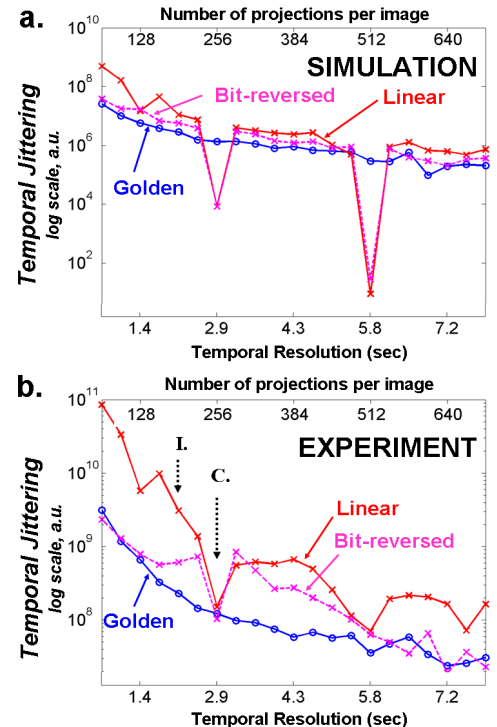 a.
Number of projections per image
128 256 384 512 640
SIMULATION
Bit-reversed
Linear
Golden
Temporal Jittering
log scale, a.u.
10^10
10^8
10^6
10^4
10^2
1.4 2.9 4.3 5.8 7.2
Temporal Resolution (sec)
b.
Number of projections per image
128 256 384 512 640
EXPERIMENT
I.
C.
Linear
Bit-reversed
Golden
Temporal Jittering
log scale, a.u.
10^11
10^10
10^9
10^8
1.4 2.9 4.3 5.8 7.2
Temporal Resolution (sec)